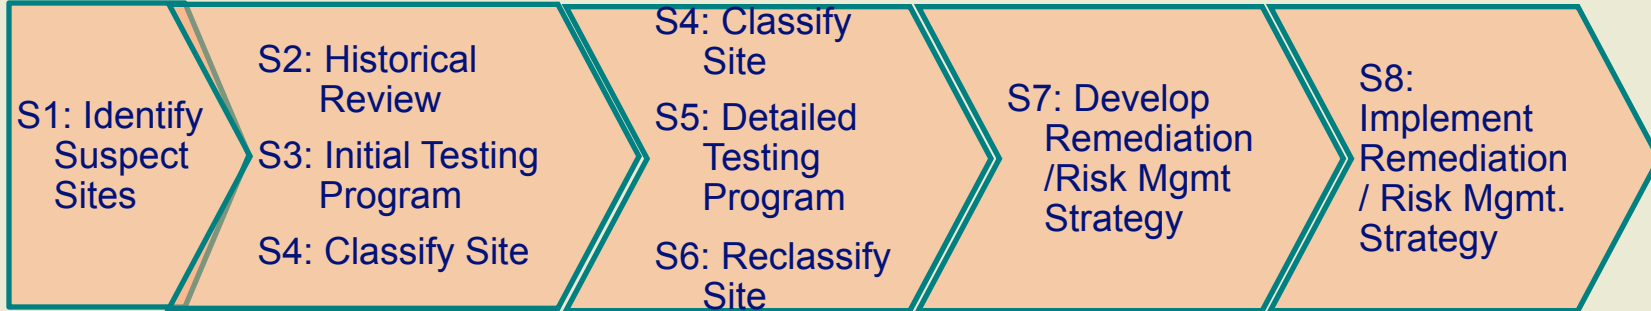 S1: Identify
Suspect
Sites
S2: Historical
Review
S3: Initial Testing
Program
S4: Classify Site
S4: Classify
Site
S5: Detailed
Testing
Program
S6: Reclassify
Site
S7: Develop
Remediation
/Risk Mgmt
Strategy
S8:
Implement
Remediation
/ Risk Mgmt.
Strategy